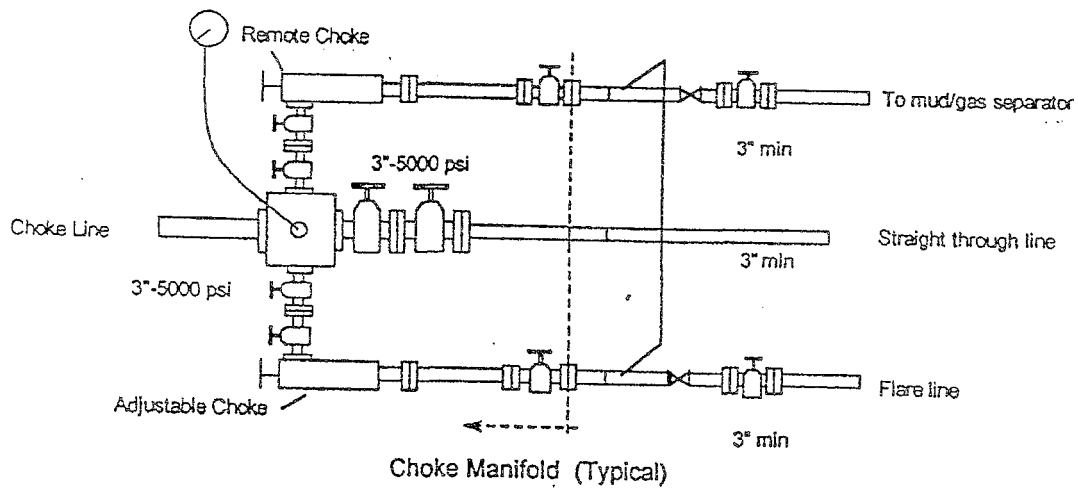 Remote Choke
To mud/gas separator
3" min
3"-5000 psi
Choke Line
Straight through line
3" min
3"-5000 psi
Adjustable Choke
Flare line
3" min
Choke Manifold (Typical)